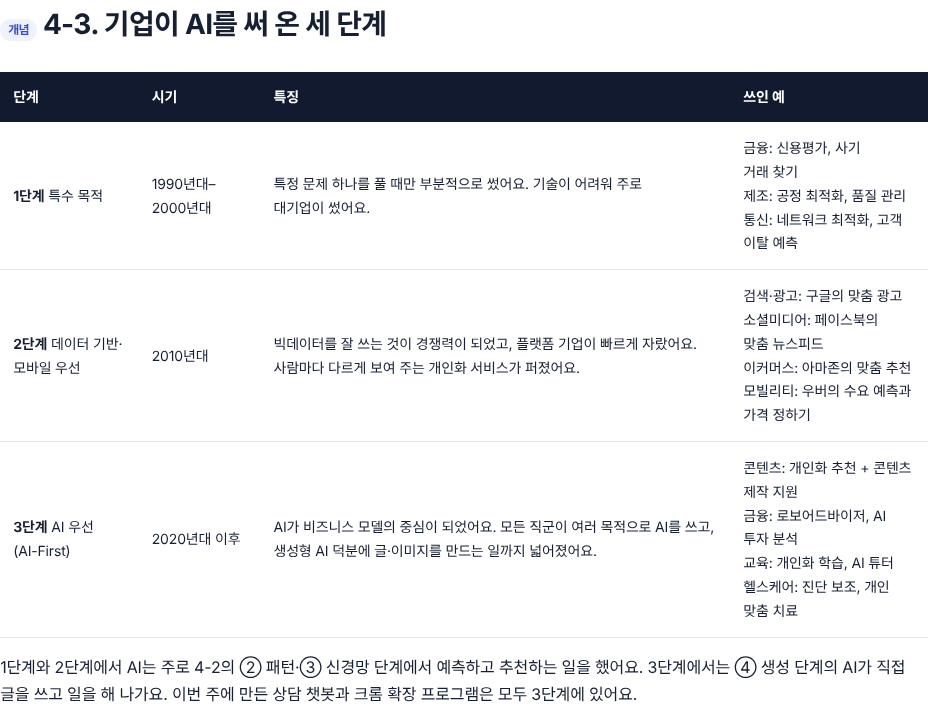 개념 4-3. 기업이 AI를 써 온 세 단계
단계 시기 특징 쓰인 예
1단계 특수 목적
1990년대–
2000년대
특정 문제 하나를 풀 때만 부분적으로 썼어요. 기술이 어려워 주로
대기업이 썼어요.
금융: 신용평가, 사기
거래 찾기
제조: 공정 최적화, 품질 관리
통신: 네트워크 최적화, 고객
이탈 예측
2단계 데이터 기반·
모바일 우선
2010년대
빅데이터를 잘 쓰는 것이 경쟁력이 되었고, 플랫폼 기업이 빠르게 자랐어요.
사람마다 다르게 보여 주는 개인화 서비스가 퍼졌어요.
검색·광고: 구글의 맞춤 광고
소셜미디어: 페이스북의
맞춤 뉴스피드
이커머스: 아마존의 맞춤 추천
모빌리티: 우버의 수요 예측과
가격 정하기
3단계 AI 우선
(AI-First)
2020년대 이후
AI가 비즈니스 모델의 중심이 되었어요. 모든 직군이 여러 목적으로 AI를 쓰고,
생성형 AI 덕분에 글·이미지를 만드는 일까지 넓어졌어요.
콘텐츠: 개인화 추천 + 콘텐츠
제작 지원
금융: 로보어드바이저, AI
투자 분석
교육: 개인화 학습, AI 튜터
헬스케어: 진단 보조, 개인
맞춤 치료
1단계와 2단계에서 AI는 주로 4-2의 ② 패턴·③ 신경망 단계에서 예측하고 추천하는 일을 했어요. 3단계에서는 ④ 생성 단계의 AI가 직접
글을 쓰고 일을 해 나가요. 이번 주에 만든 상담 챗봇과 크롬 확장 프로그램은 모두 3단계에 있어요.